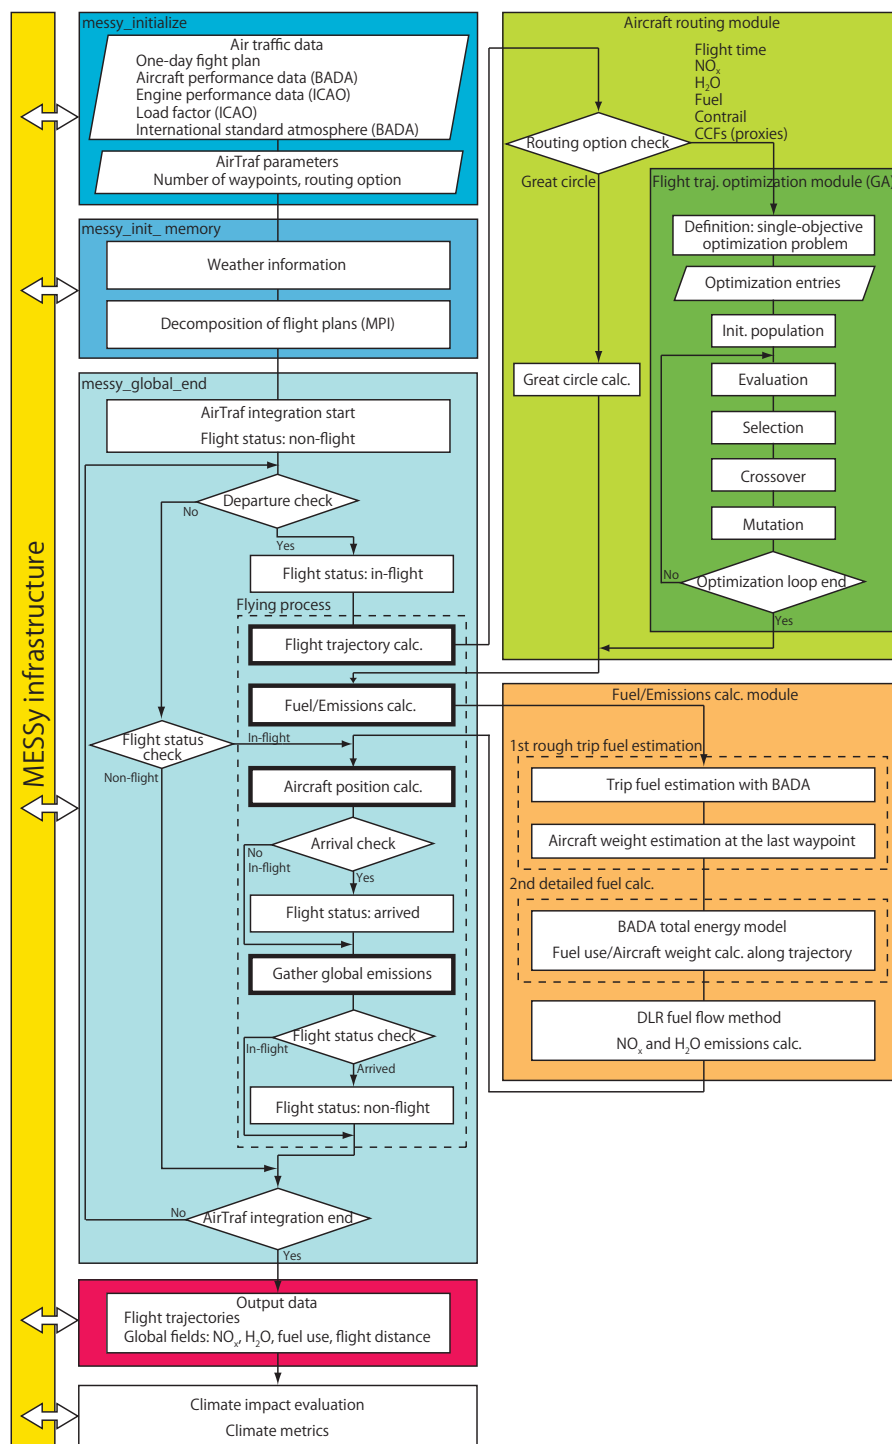 MESSy infrastructure
messy_initialize
Air traffic data
One-day fight plan
Aircraft performance data (BADA)
Engine performance data (ICAO)
Load factor (ICAO)
International standard atmosphere (BADA)
AirTraf parameters
Number of waypoints, routing option
messy_init_ memory
Weather information
Decomposition of flight plans (MPI)
messy_global_end
AirTraf integration start
Flight status: non-flight
Departure check
No
Yes
Flight status: in-flight
Flying process
Flight trajectory calc.
Fuel/Emissions calc.
Flight status
check
In-flight
Non-flight
Aircraft position calc.
Arrival check
No
In-flight
Yes
Flight status: arrived
Gather global emissions
Flight status check
In-flight
Arrived
Flight status: non-flight
AirTraf integration end
No
Yes
Output data
Flight trajectories
Global fields: NOx, H2O, fuel use, flight distance
Climate impact evaluation
Climate metrics
Aircraft routing module
Flight time
NOx
H2O
Fuel
Contrail
CCFs (proxies)
Routing option check
Great circle
Great circle calc.
Flight traj. optimization module (GA)
Definition: single-objective
optimization problem
Optimization entries
Init. population
Evaluation
Selection
Crossover
Mutation
Optimization loop end
No
Yes
Fuel/Emissions calc. module
1st rough trip fuel estimation
Trip fuel estimation with BADA
Aircraft weight estimation at the last waypoint
2nd detailed fuel calc.
BADA total energy model
Fuel use/Aircraft weight calc. along trajectory
DLR fuel flow method
NOx and H2O emissions calc.